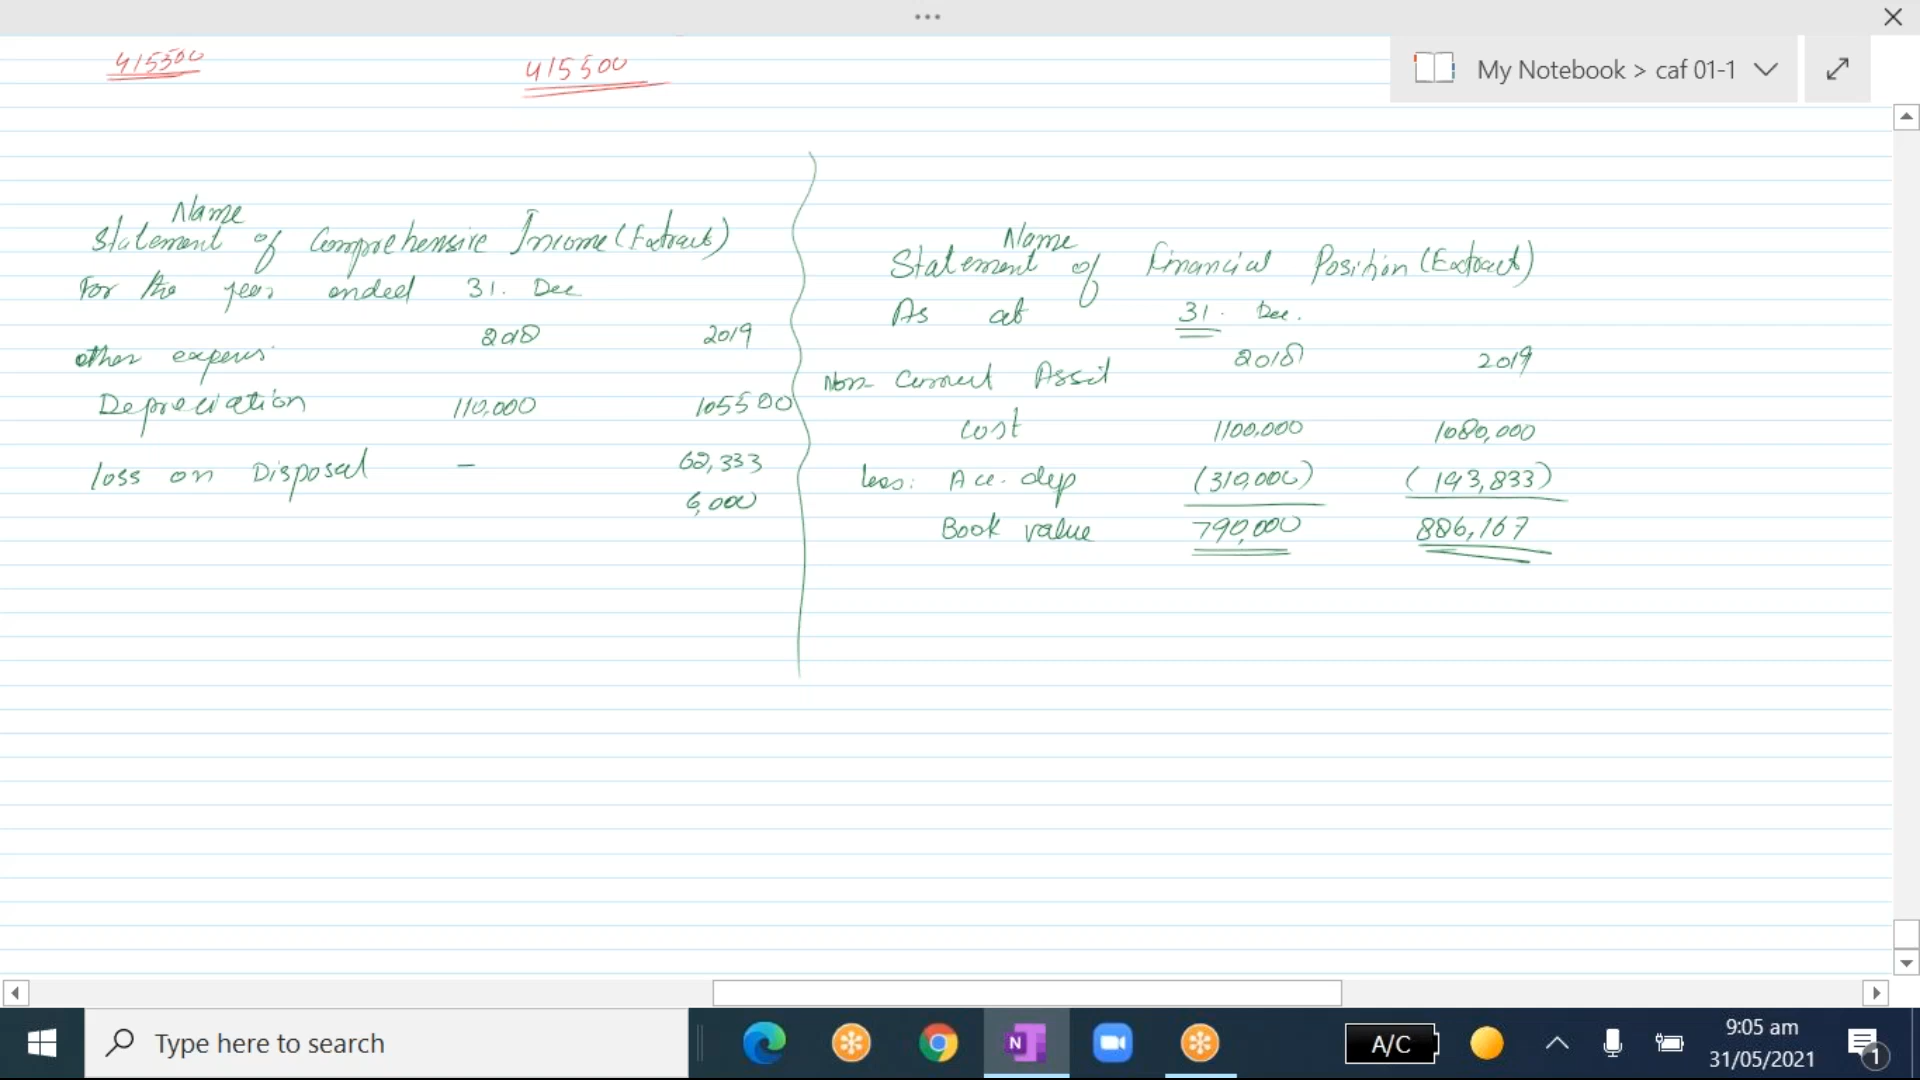 415500
415500
My Notebook > caf 01-1
Name
Statement of Comprehensive Income (Extract)
For the year ended 31. Dec
2018 2019
other expens
Depreciation 110,000 105500
loss on Disposal - 62,333
6,000
Name
Statement of Financial Position (Extract)
As at 31. Dec.
2018 2019
Non-Current Asset
Cost 1100,000 1080,000
less: Acc. dep (310,000) (193,833)
Book value 790,000 886,167
Type here to search
N
A/C
9:05 am
31/05/2021
1